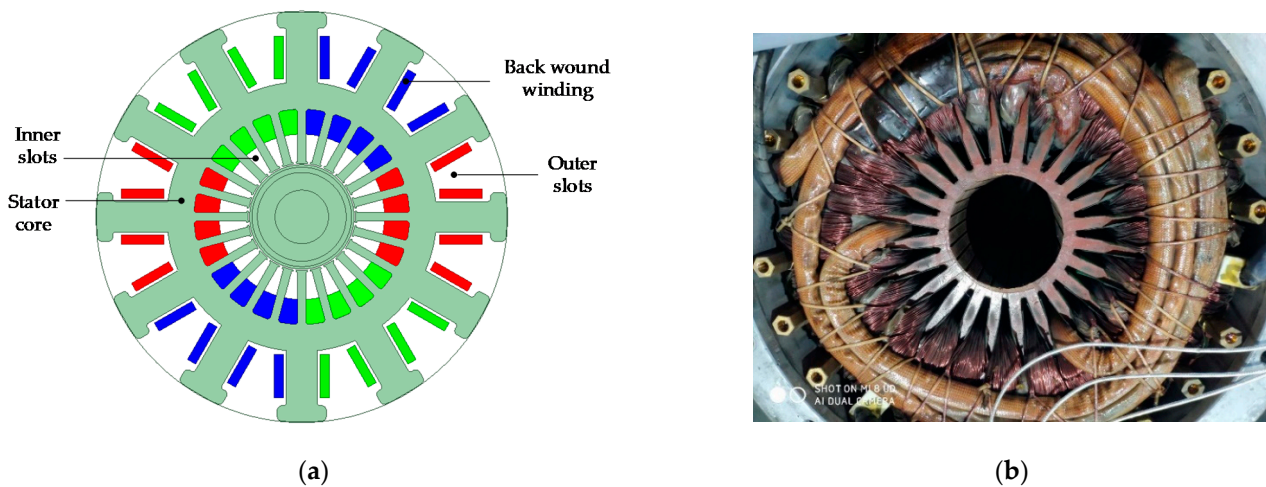 Back wound
winding
Inner
slots
Outer
slots
Stator
core
SHOT ON MI 8 UD
AI DUAL CAMERA
(a)
(b)